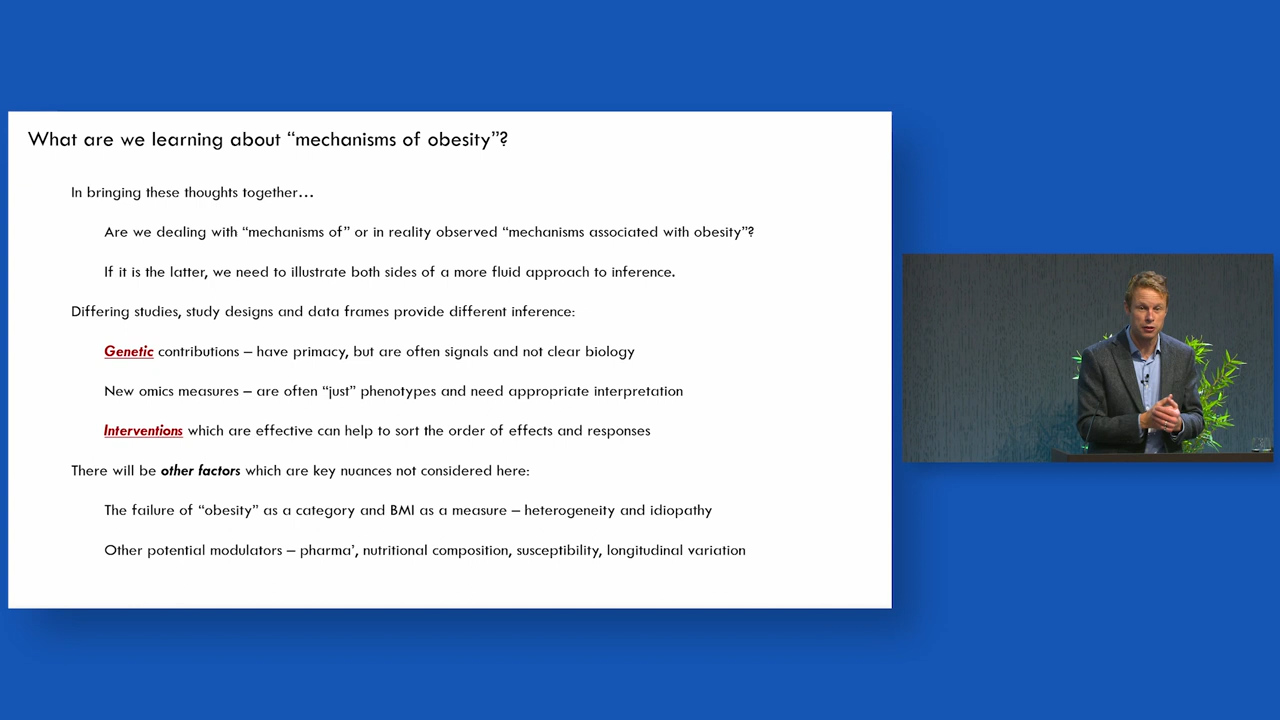 What are we learning about “mechanisms of obesity”?
In bringing these thoughts together…
Are we dealing with “mechanisms of” or in reality observed “mechanisms associated with obesity”?
If it is the latter, we need to illustrate both sides of a more fluid approach to inference.
Differing studies, study designs and data frames provide different inference:
Genetic contributions – have primacy, but are often signals and not clear biology
New omics measures – are often “just” phenotypes and need appropriate interpretation
Interventions which are effective can help to sort the order of effects and responses
There will be other factors which are key nuances not considered here:
The failure of “obesity” as a category and BMI as a measure – heterogeneity and idiopathy
Other potential modulators – pharma’, nutritional composition, susceptibility, longitudinal variation